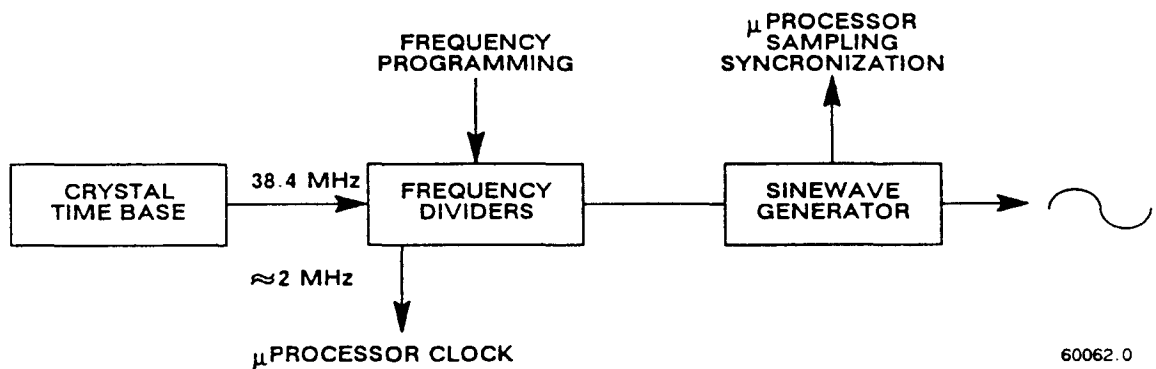 FREQUENCY
PROGRAMMING
μPROCESSOR
SAMPLING
SYNCRONIZATION
CRYSTAL
TIME BASE
38.4 MHz
FREQUENCY
DIVIDERS
SINEWAVE
GENERATOR
≈2 MHz
μPROCESSOR CLOCK
60062.0